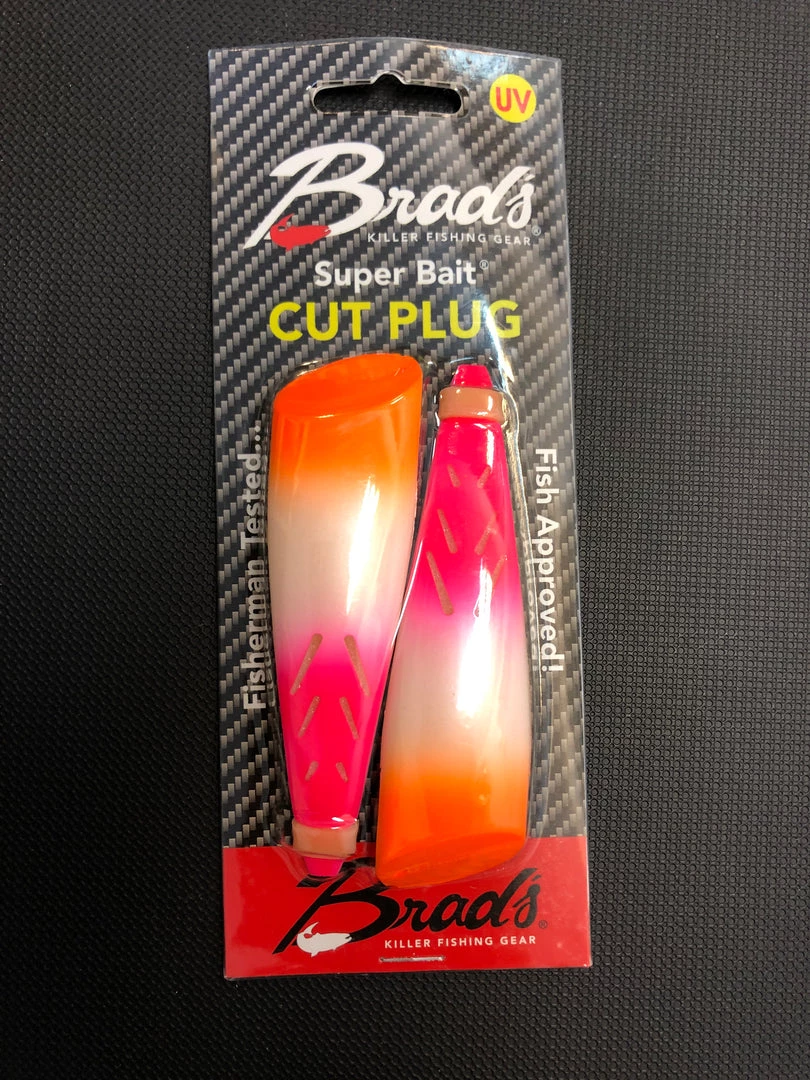 UV
Brad's
KILLER FISHING GEAR®
Super Bait®
CUT PLUG
Fisherman Tested...
Fish Approved!
Brad's®
KILLER FISHING GEAR